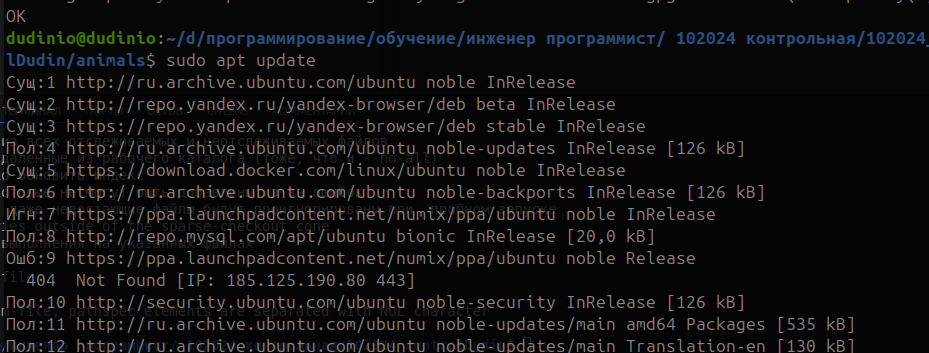 OK
dudinio@dudinio:~/d/программирование/обучение/инженер программист/ 102024 контрольная/102024_
lDudin/animals$ sudo apt update
Сущ:1 http://ru.archive.ubuntu.com/ubuntu noble InRelease
Сущ:2 http://repo.yandex.ru/yandex-browser/deb beta InRelease
Сущ:3 https://repo.yandex.ru/yandex-browser/deb stable InRelease
Пол:4 http://ru.archive.ubuntu.com/ubuntu noble-updates InRelease [126 kB]
Сущ:5 https://download.docker.com/linux/ubuntu noble InRelease
Пол:6 http://ru.archive.ubuntu.com/ubuntu noble-backports InRelease [126 kB]
Игн:7 https://ppa.launchpadcontent.net/numix/ppa/ubuntu noble InRelease
Пол:8 http://repo.mysql.com/apt/ubuntu bionic InRelease [20,0 kB]
Ошб:9 https://ppa.launchpadcontent.net/numix/ppa/ubuntu noble Release
404 Not Found [IP: 185.125.190.80 443]
Пол:10 http://security.ubuntu.com/ubuntu noble-security InRelease [126 kB]
Пол:11 http://ru.archive.ubuntu.com/ubuntu noble-updates/main amd64 Packages [535 kB]
Пол:12 http://ru.archive.ubuntu.com/ubuntu noble-updates/main Translation-en [130 kB]